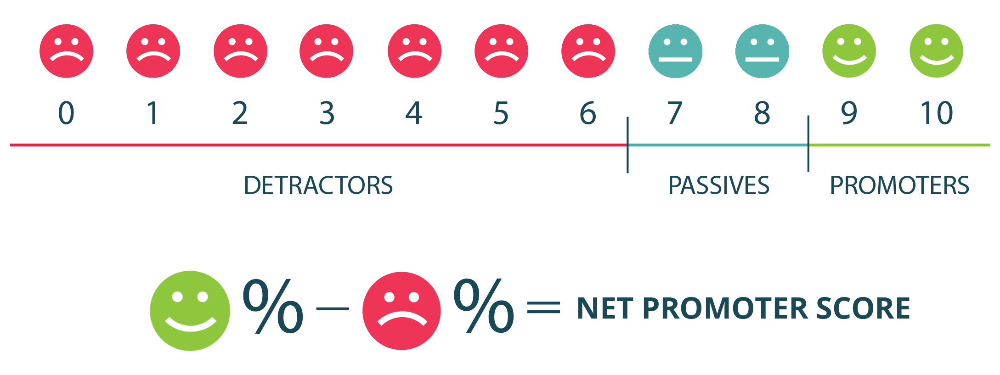 0 1 2 3 4 5 6 7 8 9 10
DETRACTORS PASSIVES PROMOTERS
% – % = NET PROMOTER SCORE